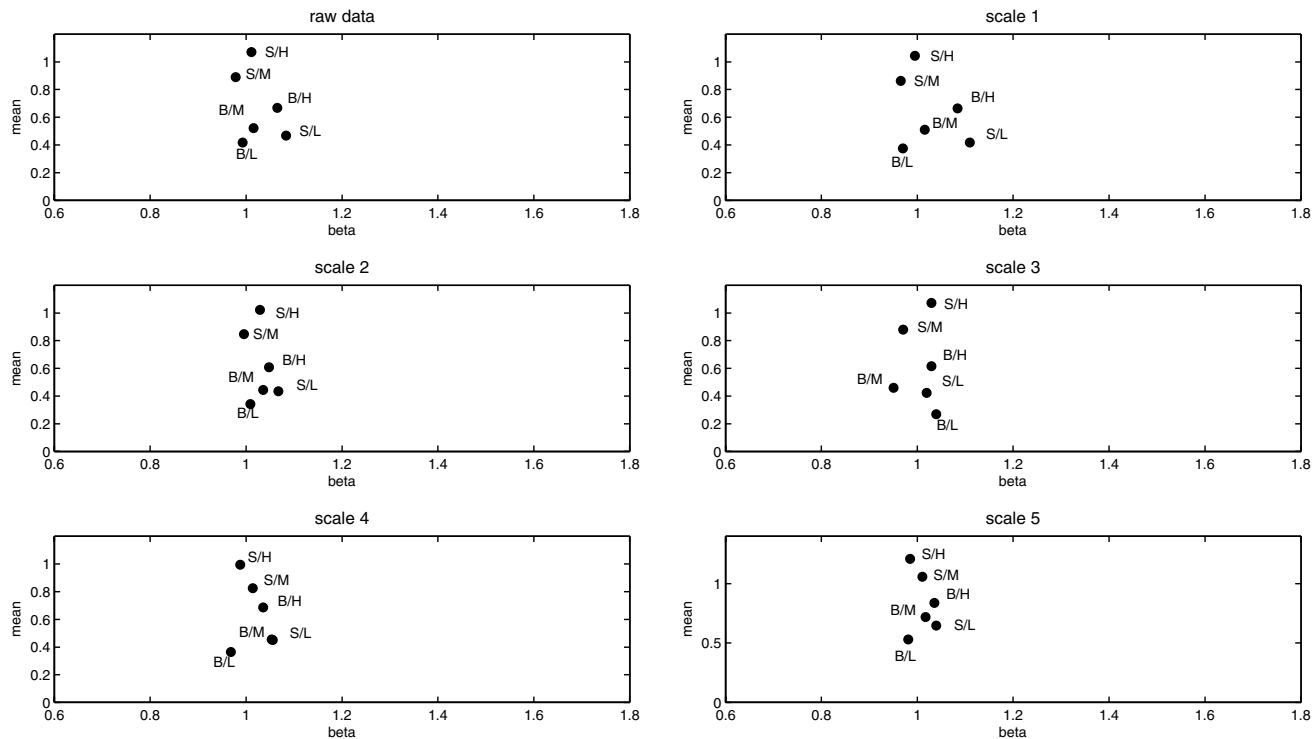 raw data
1
0.8
0.6
0.4
0.2
0
mean
S/H
S/M
B/H
B/M
S/L
B/L
0.6 0.8 1 1.2 1.4 1.6 1.8
beta
scale 1
1
0.8
0.6
0.4
0.2
0
mean
S/H
S/M
B/H
B/M
S/L
B/L
0.6 0.8 1 1.2 1.4 1.6 1.8
beta
scale 2
1
0.8
0.6
0.4
0.2
0
mean
S/H
S/M
B/H
B/M
S/L
B/L
0.6 0.8 1 1.2 1.4 1.6 1.8
beta
scale 3
1
0.8
0.6
0.4
0.2
0
mean
S/H
S/M
B/H
B/M
S/L
B/L
0.6 0.8 1 1.2 1.4 1.6 1.8
beta
scale 4
1
0.8
0.6
0.4
0.2
0
mean
S/H
S/M
B/H
B/M
S/L
B/L
0.6 0.8 1 1.2 1.4 1.6 1.8
beta
scale 5
1
0.5
0
mean
S/H
S/M
B/H
B/M
S/L
B/L
0.6 0.8 1 1.2 1.4 1.6 1.8
beta